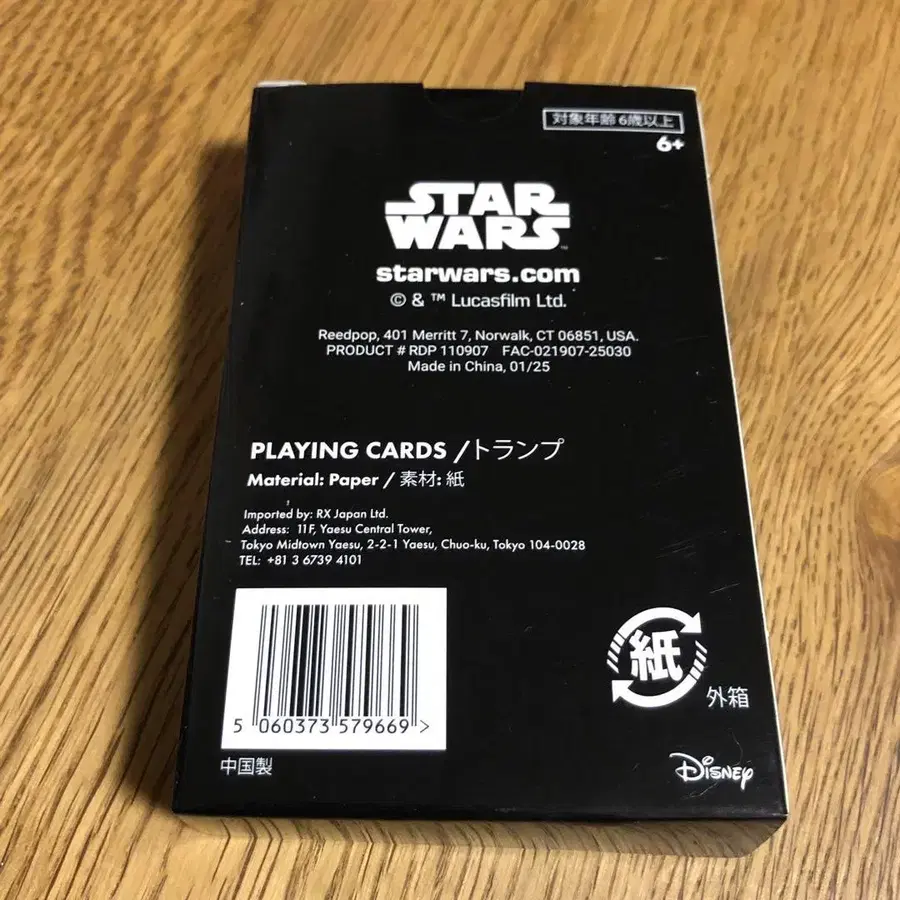 対象年齢 6歳以上
6+
STAR
WARS™
starwars.com
© & ™ Lucasfilm Ltd.
Reedpop, 401 Merritt 7, Norwalk, CT 06851, USA.
PRODUCT # RDP 110907 FAC-021907-25030
Made in China, 01/25
PLAYING CARDS /トランプ
Material: Paper / 素材: 紙
Imported by: RX Japan Ltd.
Address: 11F, Yaesu Central Tower,
Tokyo Midtown Yaesu, 2-2-1 Yaesu, Chuo-ku, Tokyo 104-0028
TEL: +81 3 6739 4101
5 060373 579669 >
中国製
紙
外箱
Disney